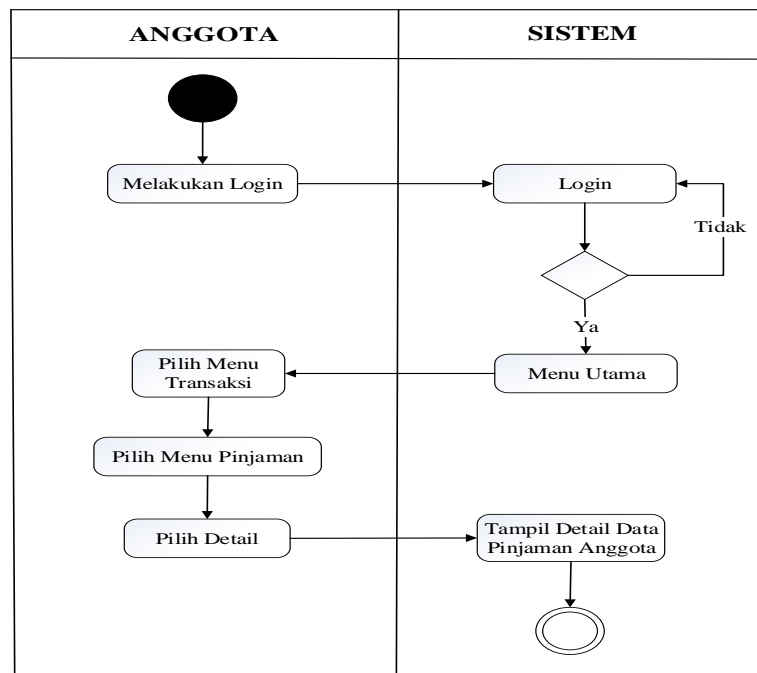 ANGGOTA
SISTEM
Melakukan Login
Login
Tidak
Ya
Pilih Menu
Transaksi
Menu Utama
Pilih Menu Pinjaman
Pilih Detail
Tampil Detail Data
Pinjaman Anggota